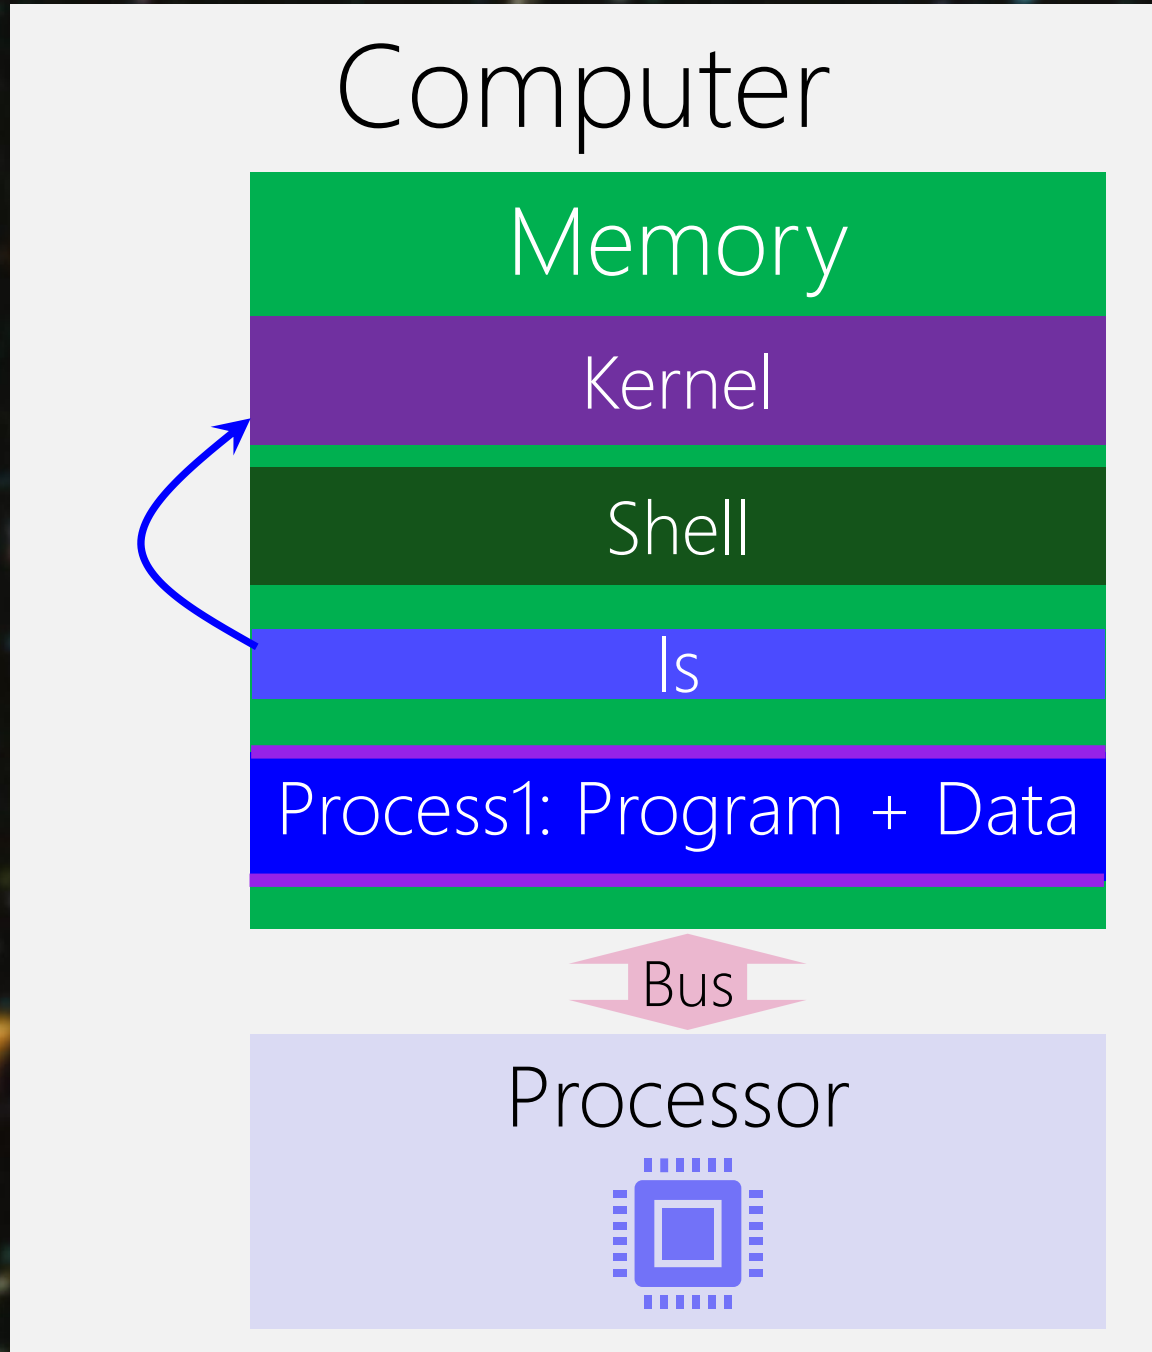 Computer
Memory
Kernel
Shell
ls
Process1: Program + Data
Bus
Processor